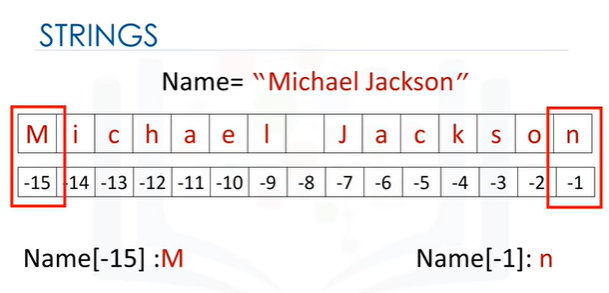 STRINGS
Name= “Michael Jackson”
M i c h a e l J a c k s o n
-15 -14 -13 -12 -11 -10 -9 -8 -7 -6 -5 -4 -3 -2 -1
Name[-15] :M Name[-1]: n